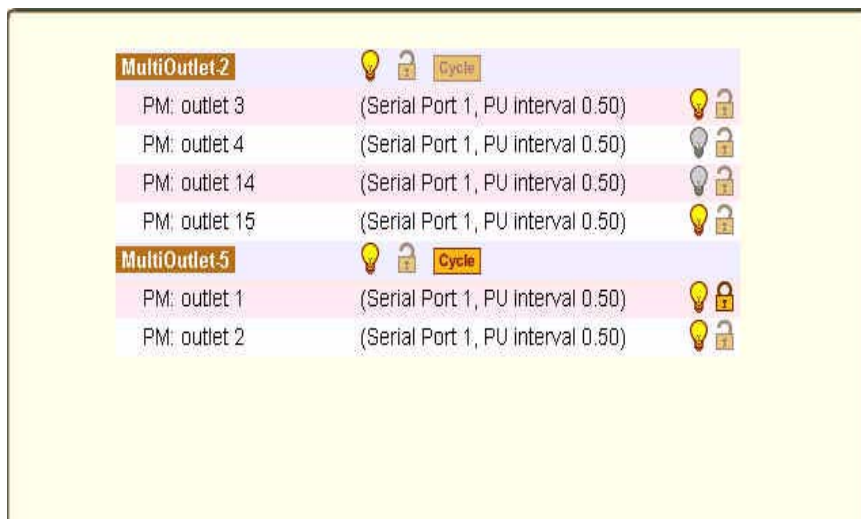 MultiOutlet-2 Cycle
PM: outlet 3 (Serial Port 1, PU interval 0.50)
PM: outlet 4 (Serial Port 1, PU interval 0.50)
PM: outlet 14 (Serial Port 1, PU interval 0.50)
PM: outlet 15 (Serial Port 1, PU interval 0.50)
MultiOutlet-5 Cycle
PM: outlet 1 (Serial Port 1, PU interval 0.50)
PM: outlet 2 (Serial Port 1, PU interval 0.50)